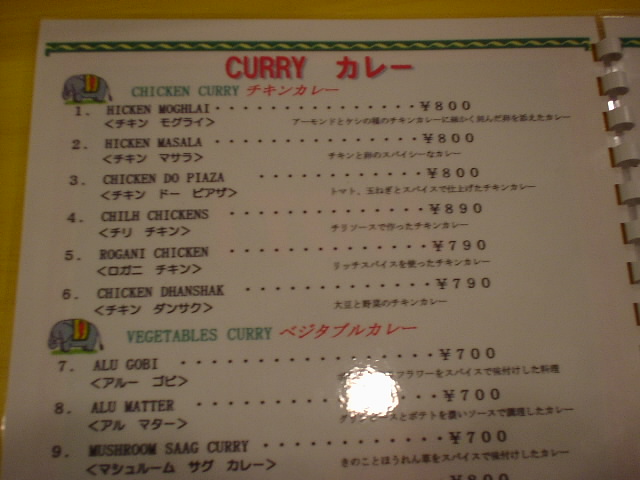 CURRY カレー
CHICKEN CURRY チキンカレー
1. HICKEN MOGHLAI・・・・・・・・・・・・・・・・¥800
<チキン モグライ> アーモンドとケシの種のチキンカレーに細かく刻んだ卵を添えたカレー
2. HICKEN MASALA ・・・・・・・・・・・・・・・¥800
<チキン マサラ> チキンと卵のスパイシーなカレー
3. CHICKEN DO PIAZA ・・・・・・・・・・・・・¥800
<チキン ドー ピアザ> トマト、玉ねぎとスパイスで仕上げたチキンカレー
4. CHILH CHICKENS ・・・・・・・・・・・・・・¥890
<チリ チキン> チリソースで作ったチキンカレー
5. ROGANI CHICKEN ・・・・・・・・・・・・・・¥790
<ロガニ チキン> リッチスパイスを使ったチキンカレー
6. CHICKEN DHANSHAK ・・・・・・・・・・・・・¥790
<チキン ダンサク> 大豆と野菜のチキンカレー
VEGETABLES CURRY ベジタブルカレー
7. ALU GOBI ・・・・・・・・・・・・・・・・・¥700
<アルー ゴビ> フラワーをスパイスで味付けした料理
8. ALU MATTER ・・・・・・・・・・・・・・・・¥700
<アル マター> とポテトを濃いソースで調理したカレー
9. MUSHROOM SAAG CURRY ・・・・・・・・・・・・¥700
<マシュルーム サグ カレー> きのことほうれん草をスパイスで味付けしたカレー
¥800